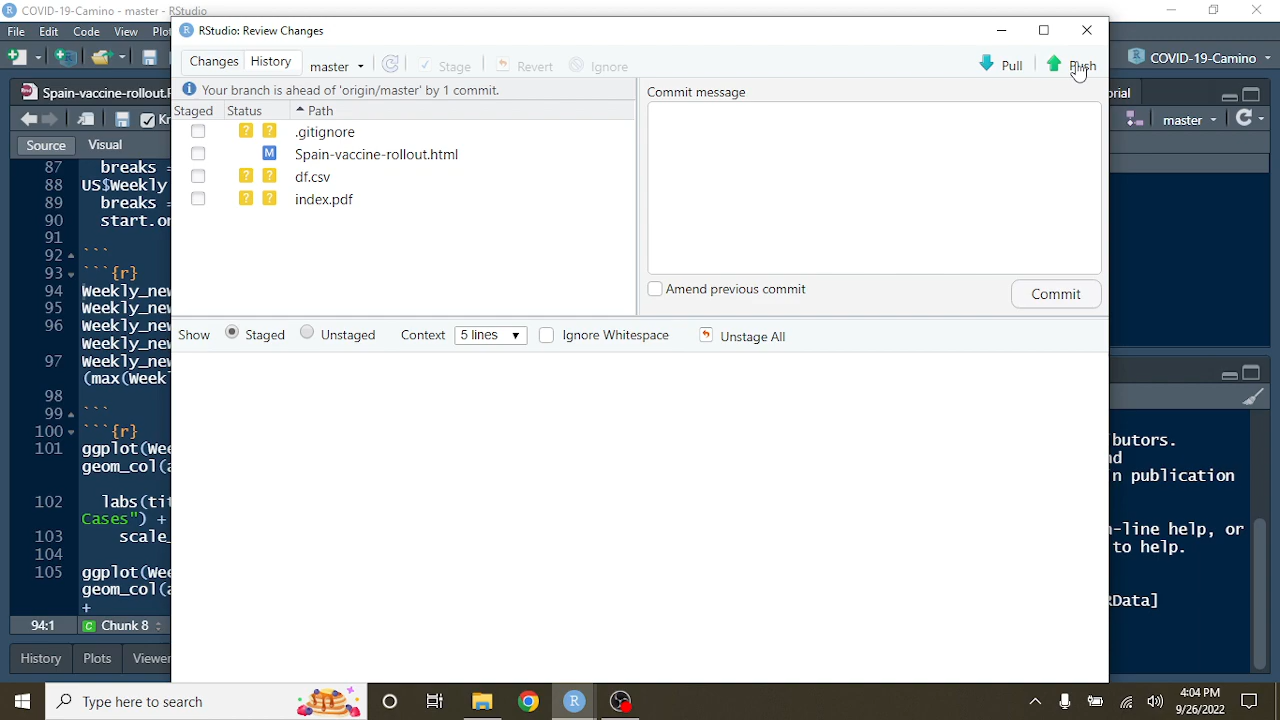 COVID-19-Camino - master - RStudio
File Edit Code View Plot
RStudio: Review Changes
Changes History master Stage Revert Ignore Pull Push
COVID-19-Camino
Your branch is ahead of 'origin/master' by 1 commit.
Staged Status Path
.gitignore
M Spain-vaccine-rollout.html
df.csv
index.pdf
Commit message
Amend previous commit
Commit
Show Staged Unstaged Context 5 lines Ignore Whitespace Unstage All
Spain-vaccine-rollout.R
Source Visual
87 breaks =
88 US$Weekly
89 breaks =
90 start.on
91
92 ```
93 ```{r}
94 Weekly_new
95 Weekly_new
96 Weekly_new
Weekly_new
97 Weekly_new
(max(Week
98
99 ```
100 ```{r}
101 ggplot(Wee
geom_col(a
102 labs(tit
Cases") +
103 scale_
104
105 ggplot(Wee
geom_col(a
+
94:1 Chunk 8
History Plots Viewer
orial
master
butors.
nd
n publication
n-line help, or
to help.
RData]
Type here to search
4:04 PM
9/26/2022